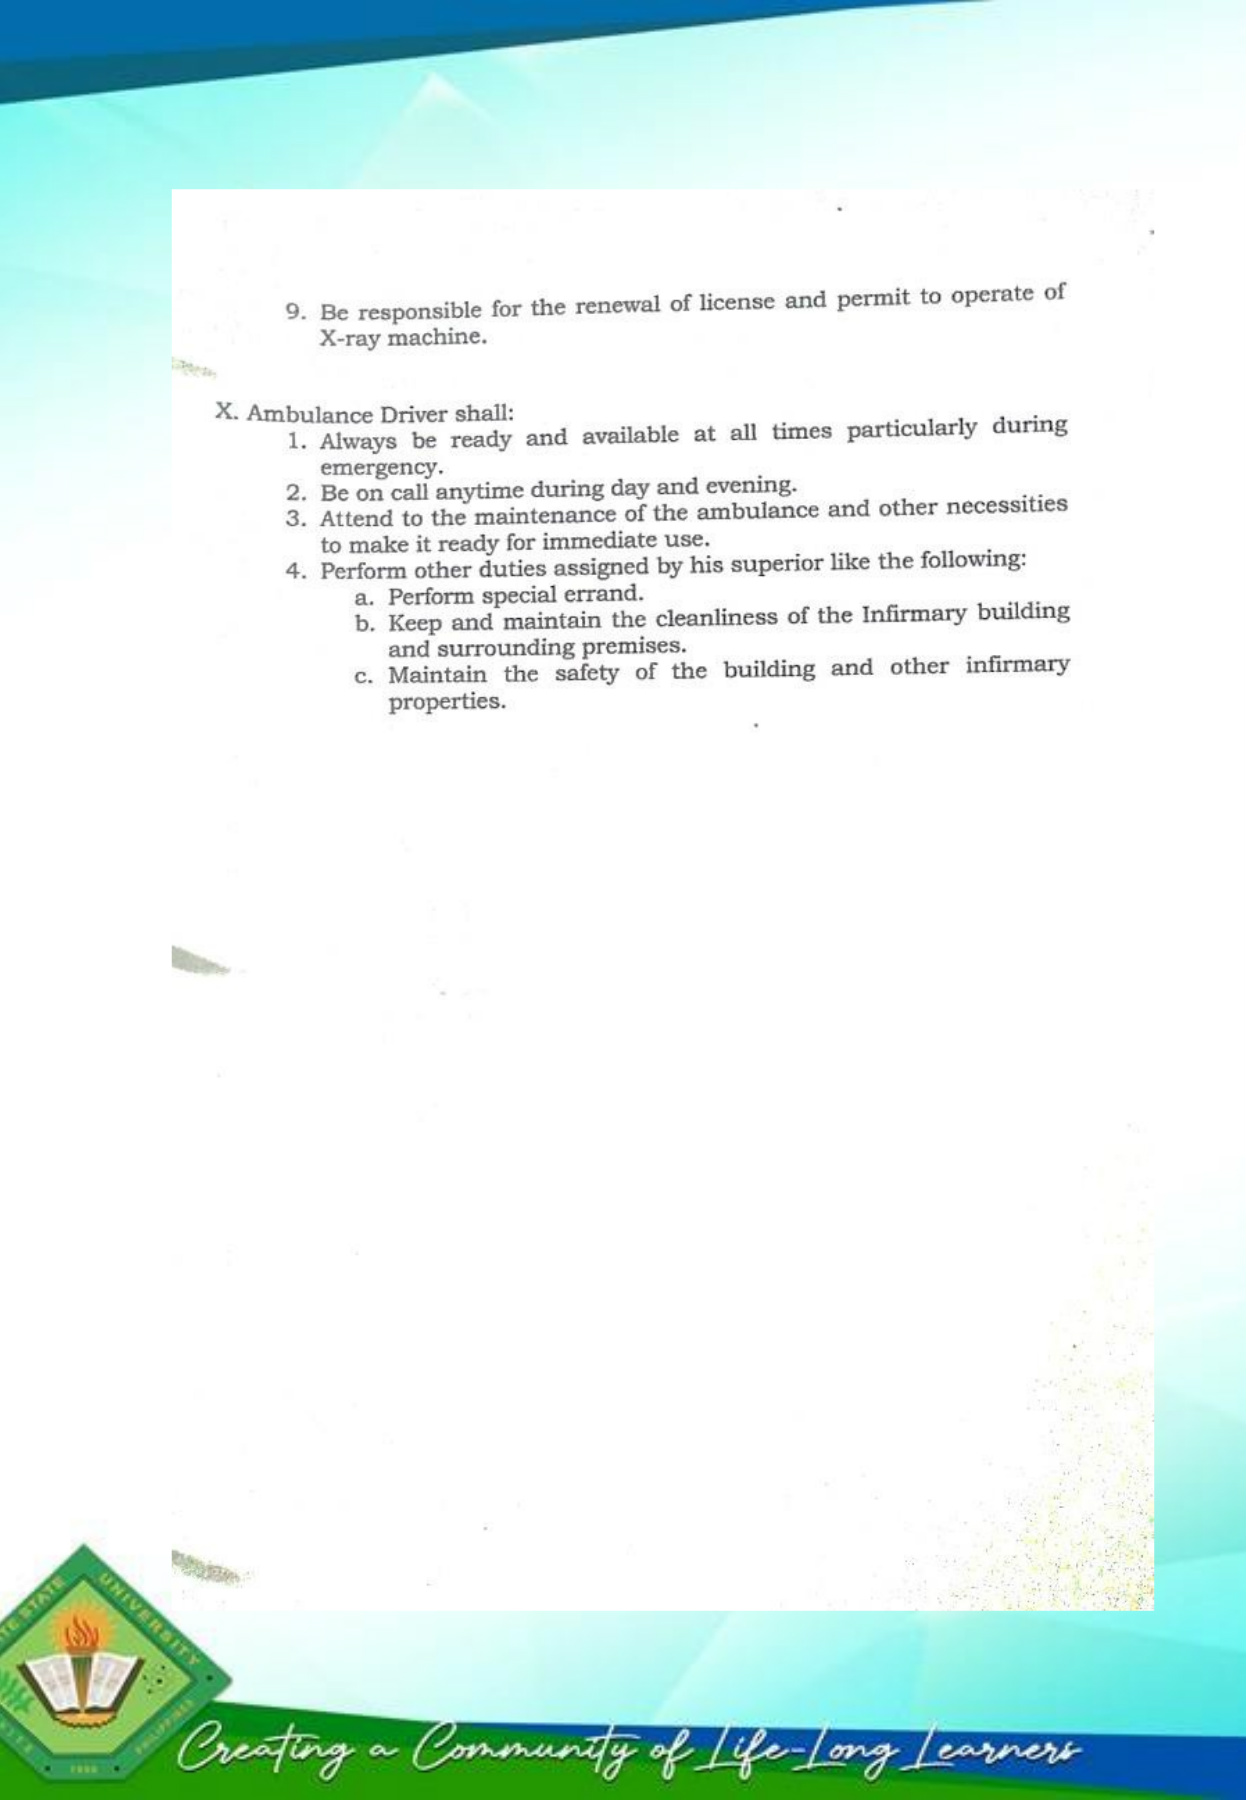 9. Be responsible for the renewal of license and permit to operate of
X-ray machine.
X. Ambulance Driver shall:
1. Always be ready and available at all times particularly during
emergency.
2. Be on call anytime during day and evening.
3. Attend to the maintenance of the ambulance and other necessities
to make it ready for immediate use.
4. Perform other duties assigned by his superior like the following:
a. Perform special errand.
b. Keep and maintain the cleanliness of the Infirmary building
and surrounding premises.
c. Maintain the safety of the building and other infirmary
properties.
STATE UNIVERSITY
PHILIPPINES
Creating a Community of Life-Long Learners